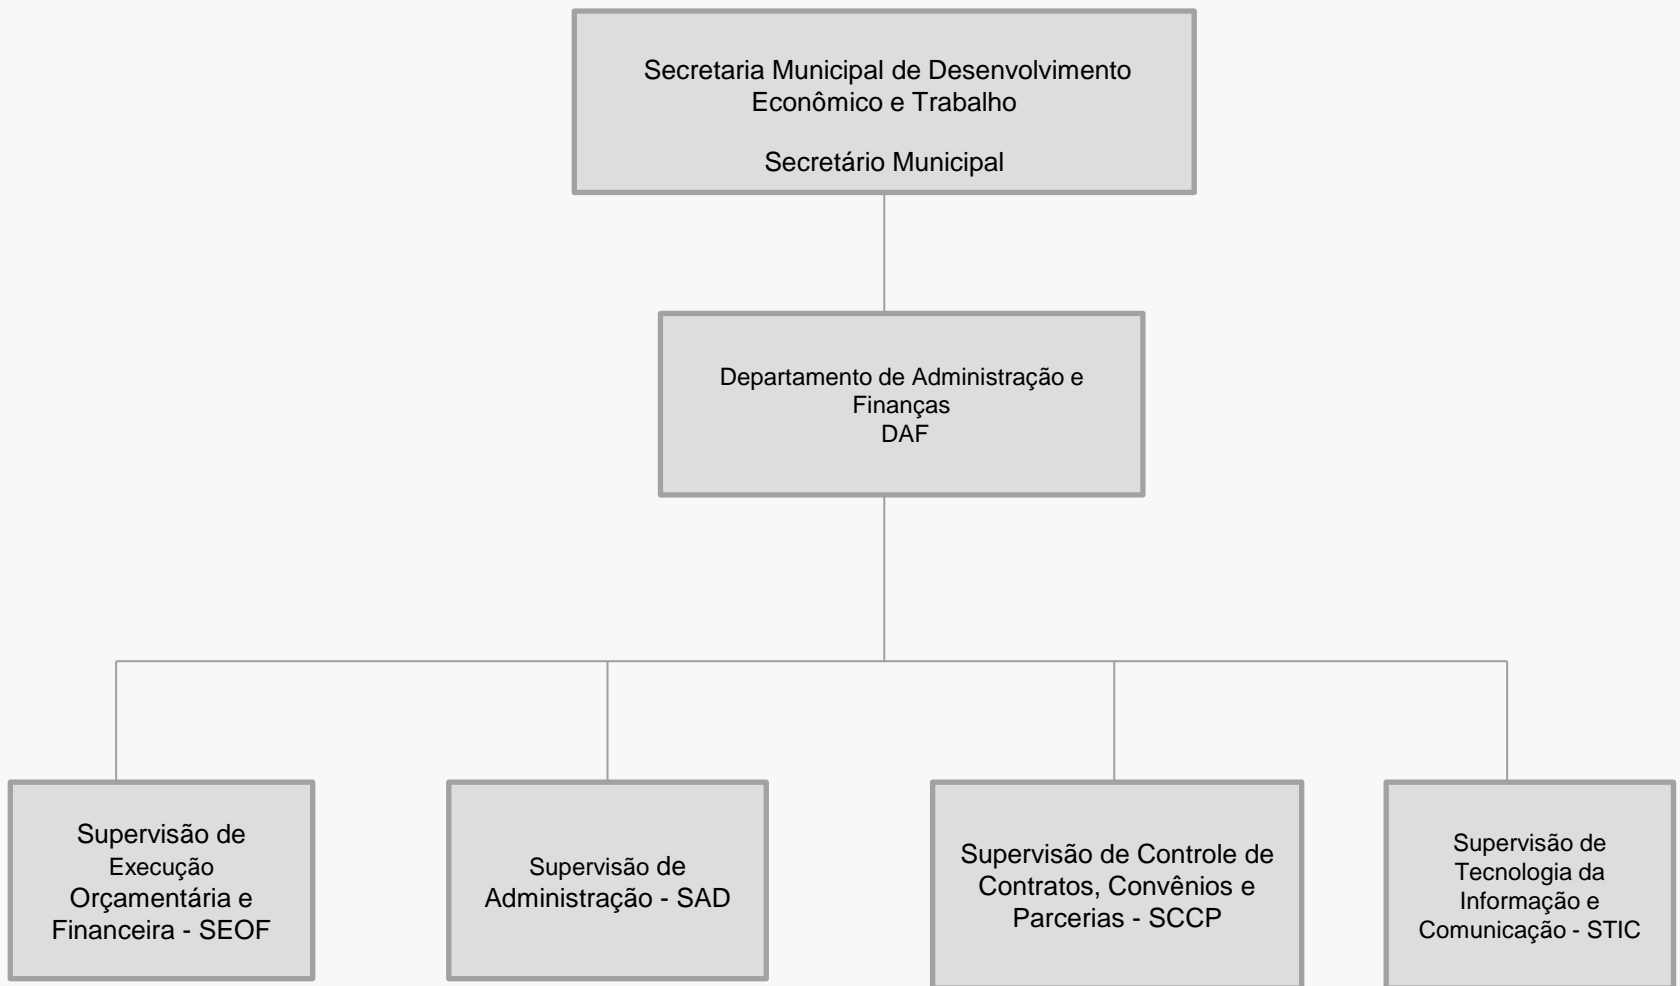 Secretaria Municipal de Desenvolvimento
Econômico e Trabalho
Secretário Municipal
Departamento de Administração e
Finanças
DAF
Supervisão de
Execução
Orçamentária e
Financeira - SEOF
Supervisão de
Administração - SAD
Supervisão de Controle de
Contratos, Convênios e
Parcerias - SCCP
Supervisão de
Tecnologia da
Informação e
Comunicação - STIC